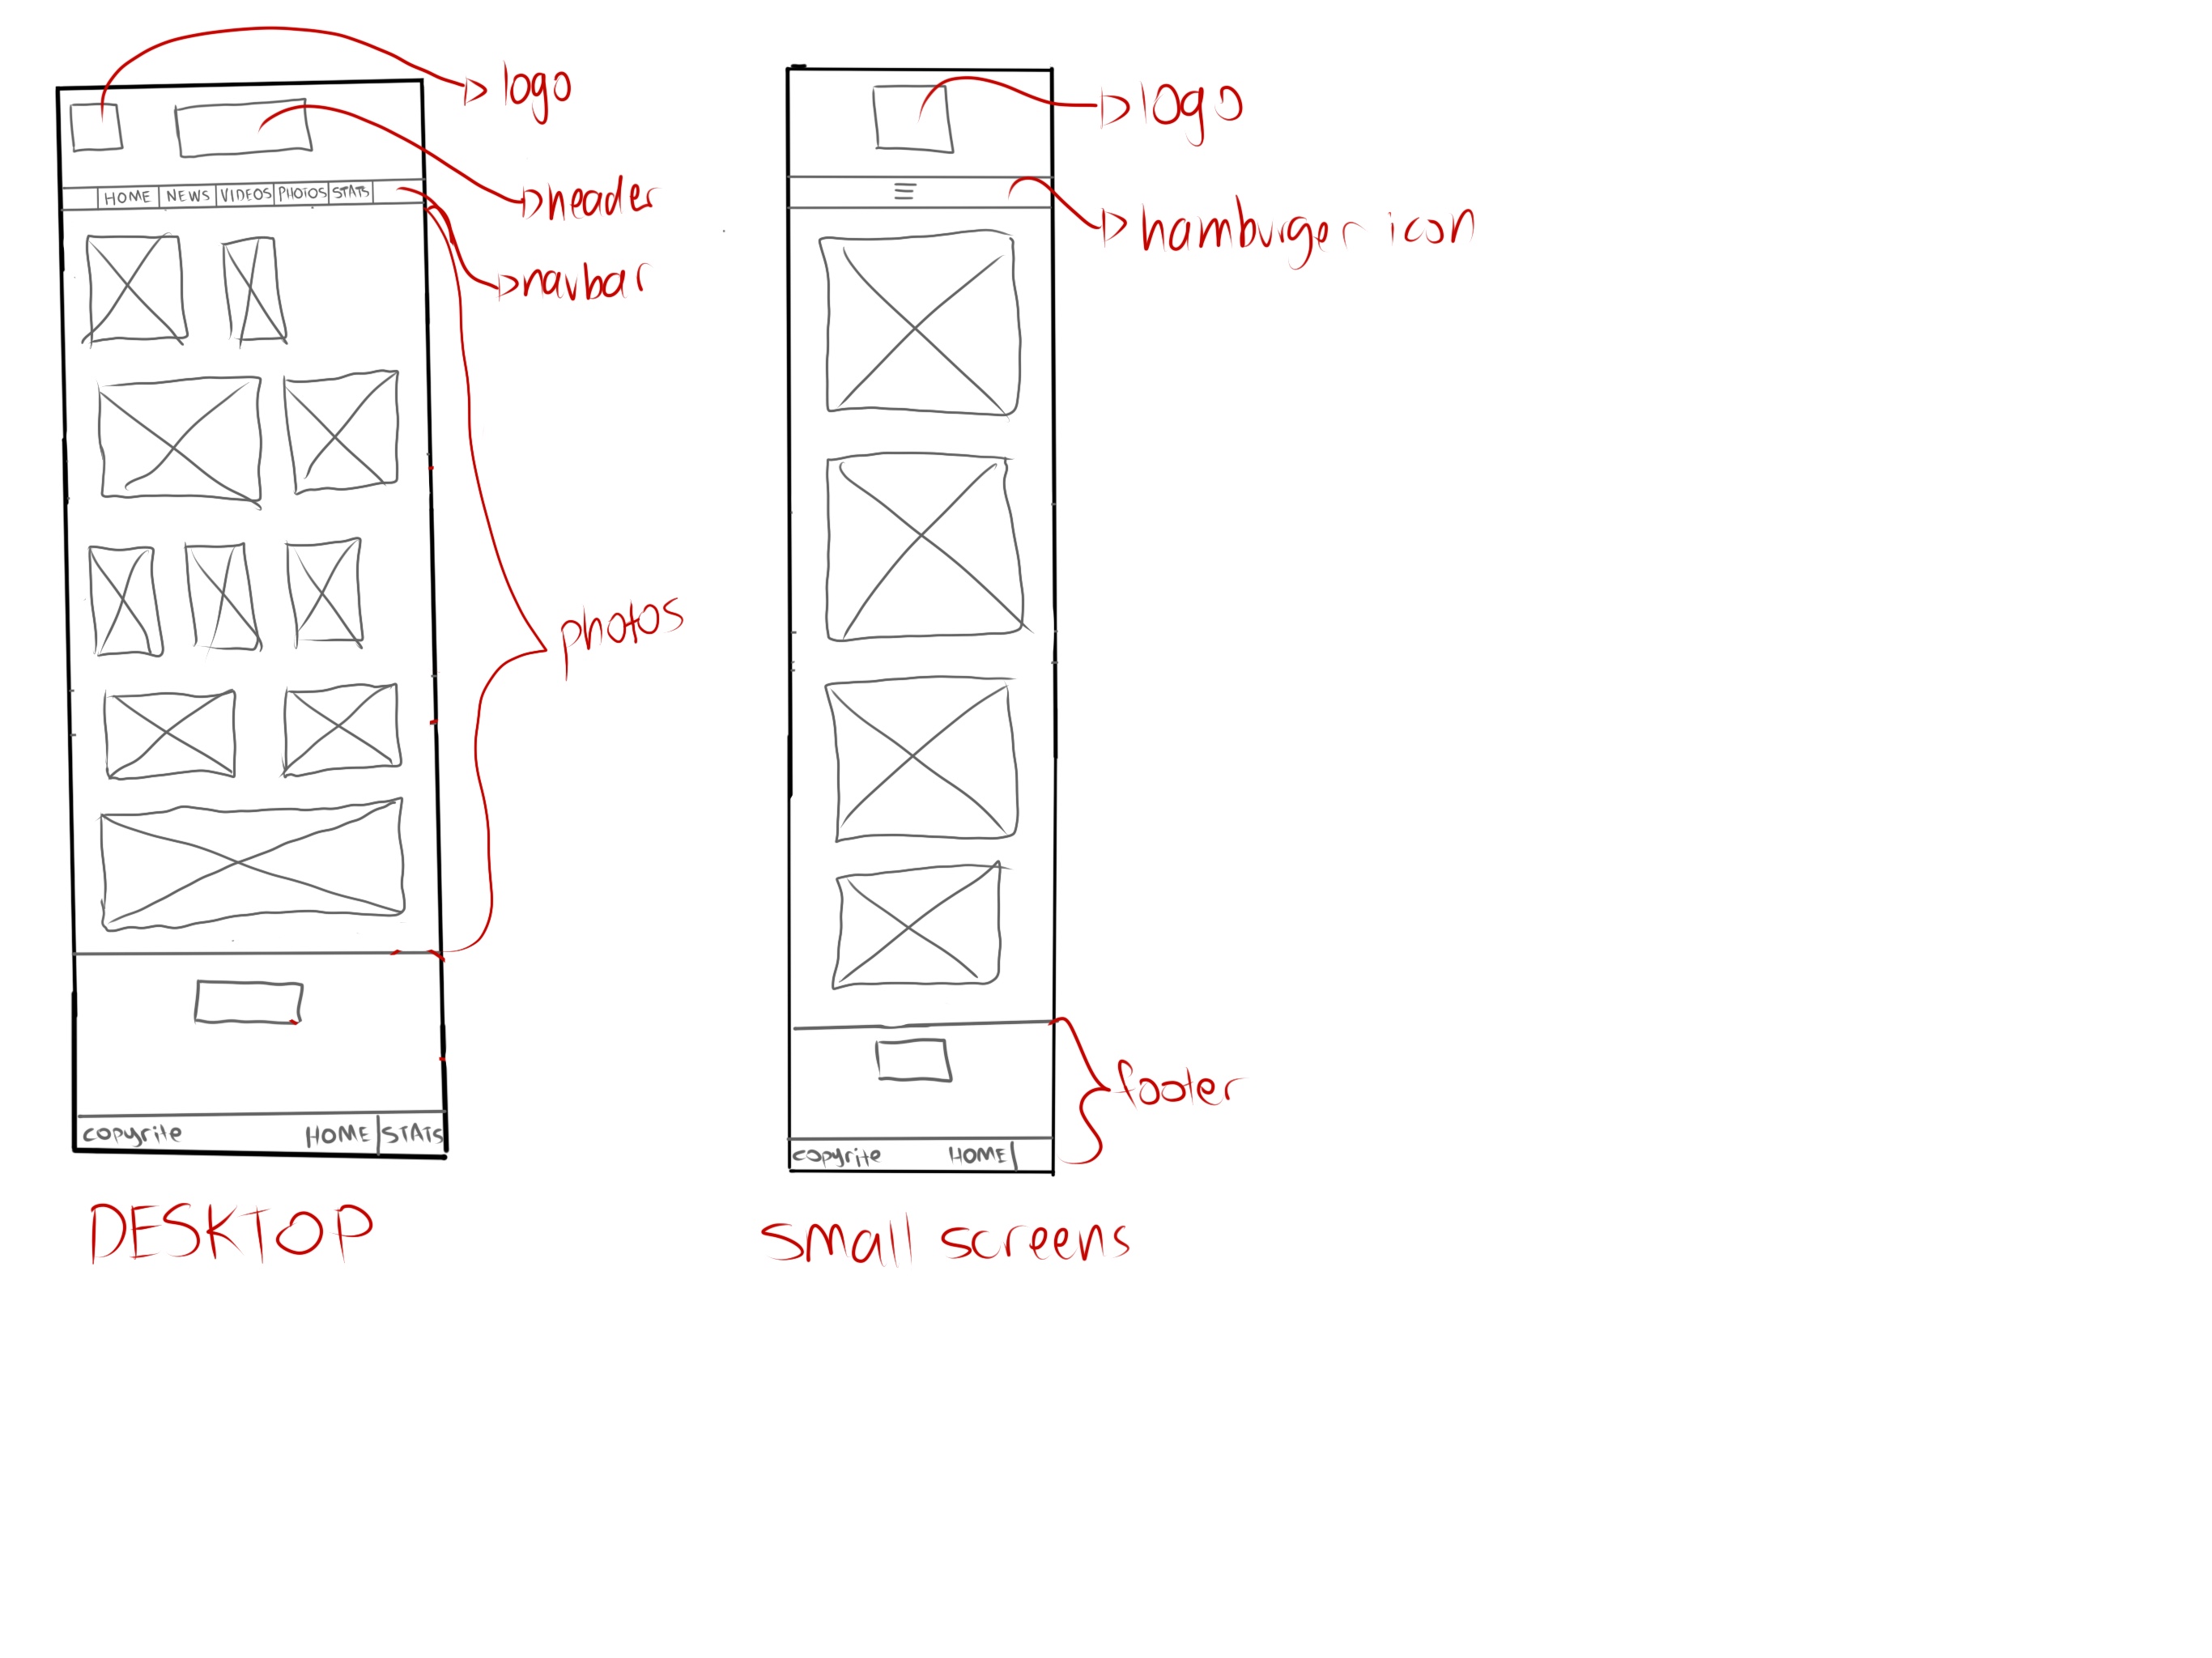 logo
header
HOME NEWS VIDEOS PHOTOS STATS
navbar
photos
copyrite HOME STATS
DESKTOP
logo
hamburger icon
footer
copyrite HOME
small screens